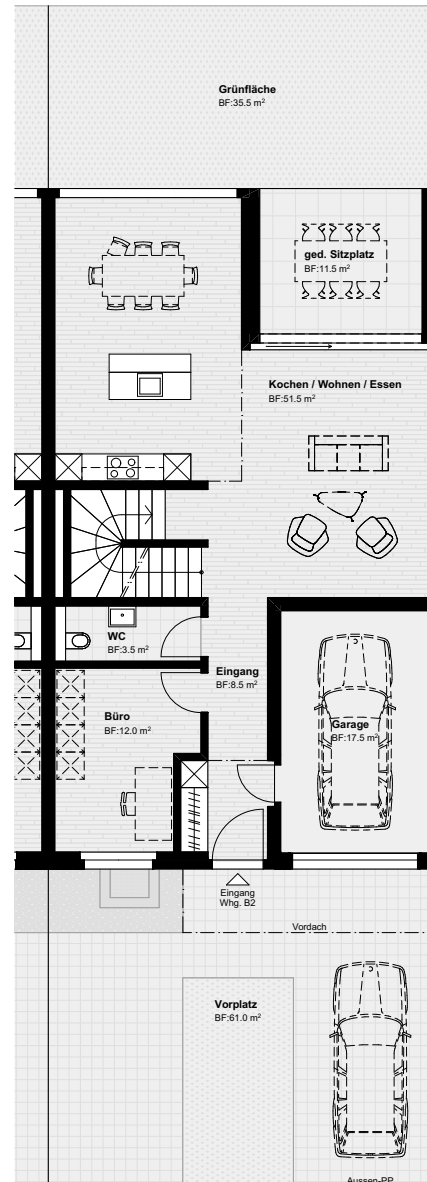 Grünfläche
BF:35.5 m²
ged. Sitzplatz
BF:11.5 m²
Kochen / Wohnen / Essen
BF:51.5 m²
WC
BF:3.5 m²
Eingang
BF:8.5 m²
Büro
BF:12.0 m²
Garage
BF:17.5 m²
Eingang
Whg. B2
Vordach
Vorplatz
BF:61.0 m²
Aussen-PP